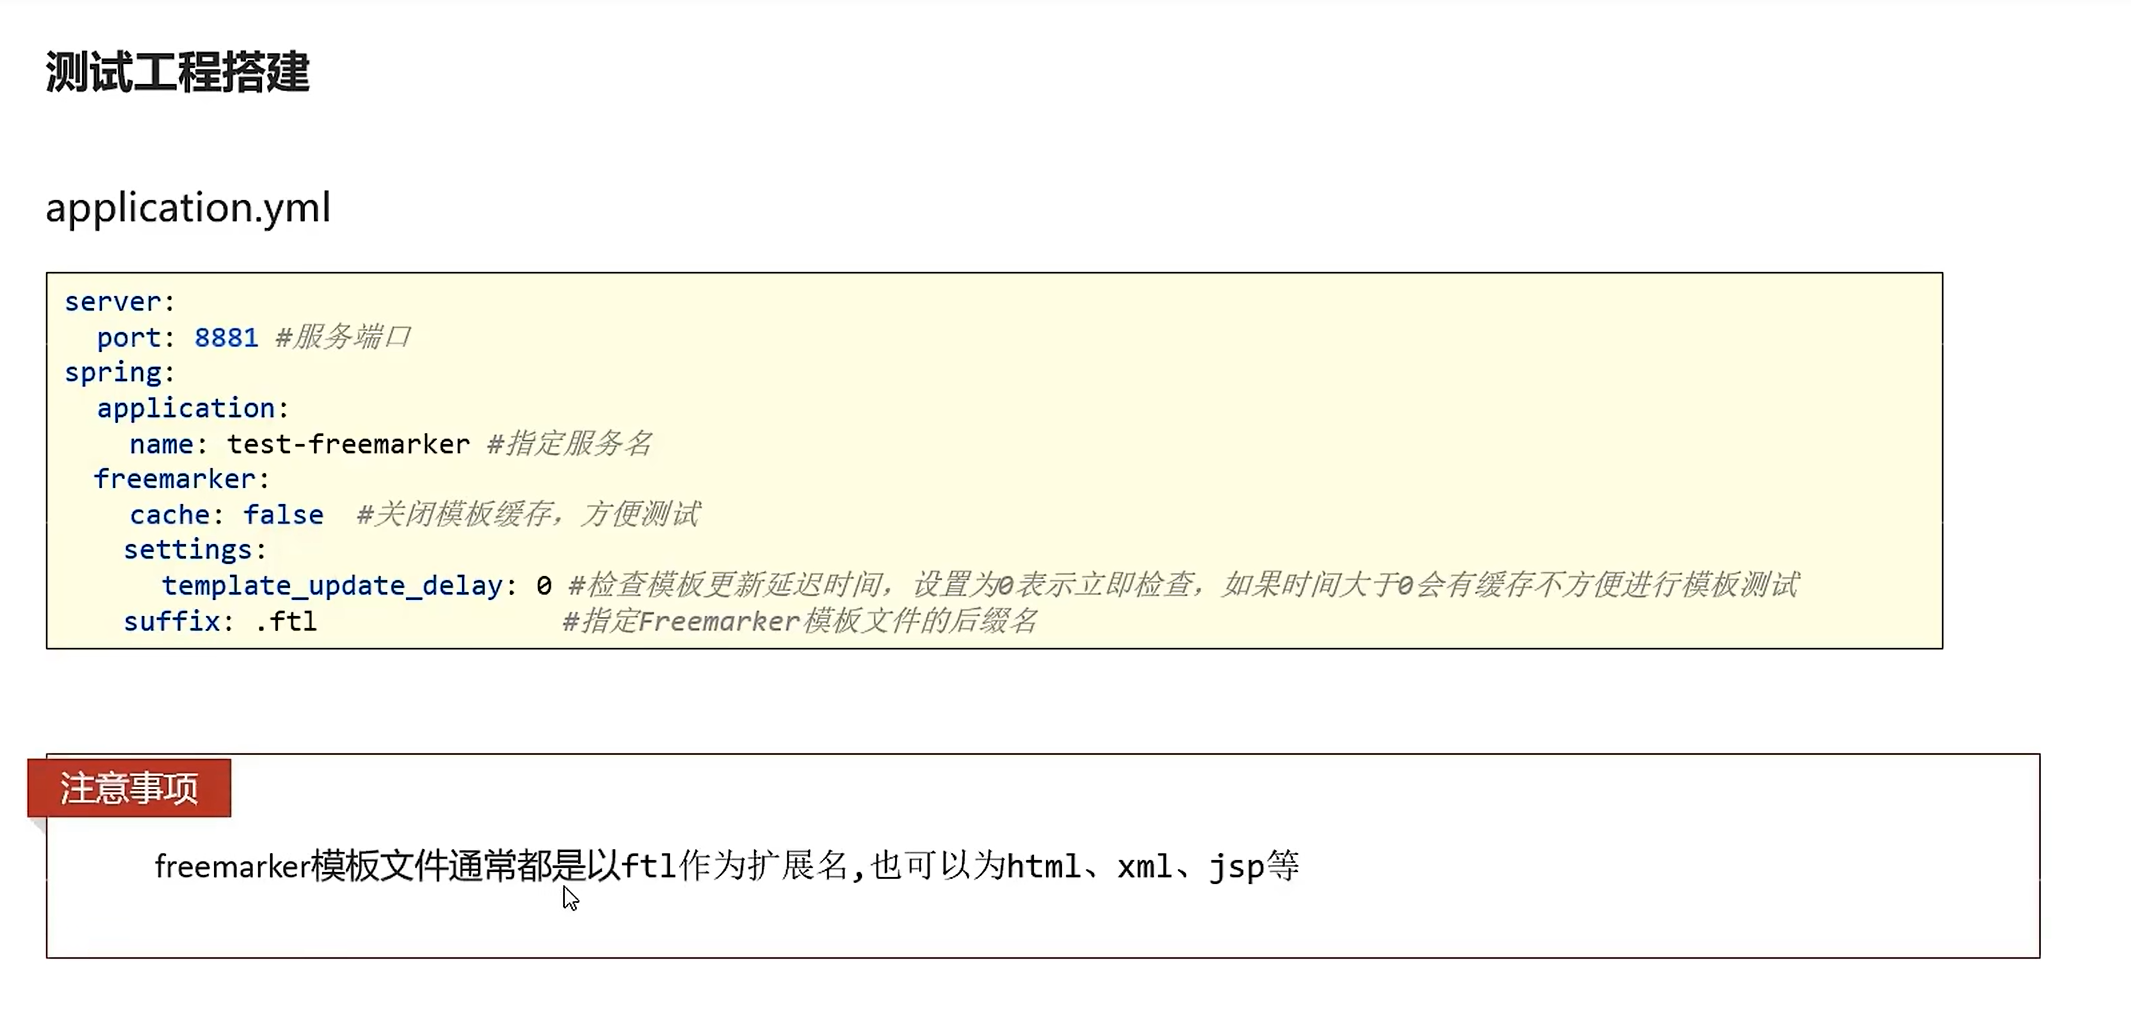 测试工程搭建
application.yml
server:
  port: 8881 #服务端口
spring:
  application:
    name: test-freemarker #指定服务名
  freemarker:
    cache: false  #关闭模板缓存，方便测试
    settings:
      template_update_delay: 0 #检查模板更新延迟时间，设置为0表示立即检查，如果时间大于0会有缓存不方便进行模板测试
    suffix: .ftl               #指定Freemarker模板文件的后缀名
注意事项
freemarker模板文件通常都是以ftl作为扩展名,也可以为html、xml、jsp等